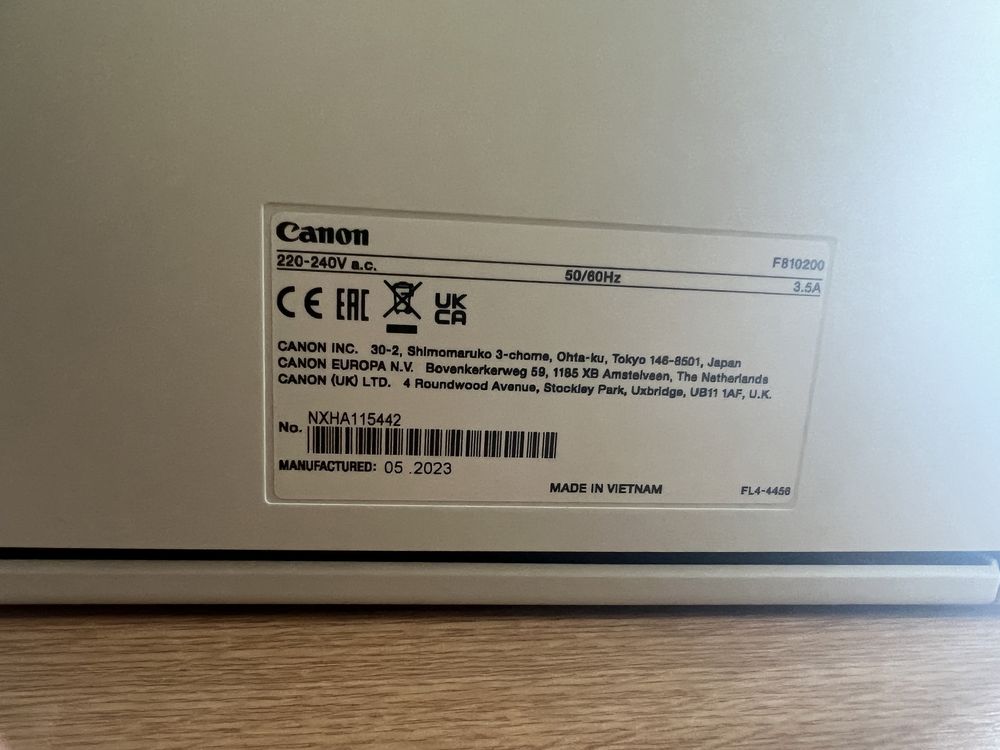 Canon
F810200
220-240V a.c. 50/60Hz 3.5A
CE EAC UK CA
CANON INC. 30-2, Shimomaruko 3-chome, Ohta-ku, Tokyo 146-8501, Japan
CANON EUROPA N.V. Bovenkerkerweg 59, 1185 XB Amstelveen, The Netherlands
CANON (UK) LTD. 4 Roundwood Avenue, Stockley Park, Uxbridge, UB11 1AF, U.K.
NXHA115442
No.
MANUFACTURED: 05 .2023
MADE IN VIETNAM FL4-4456